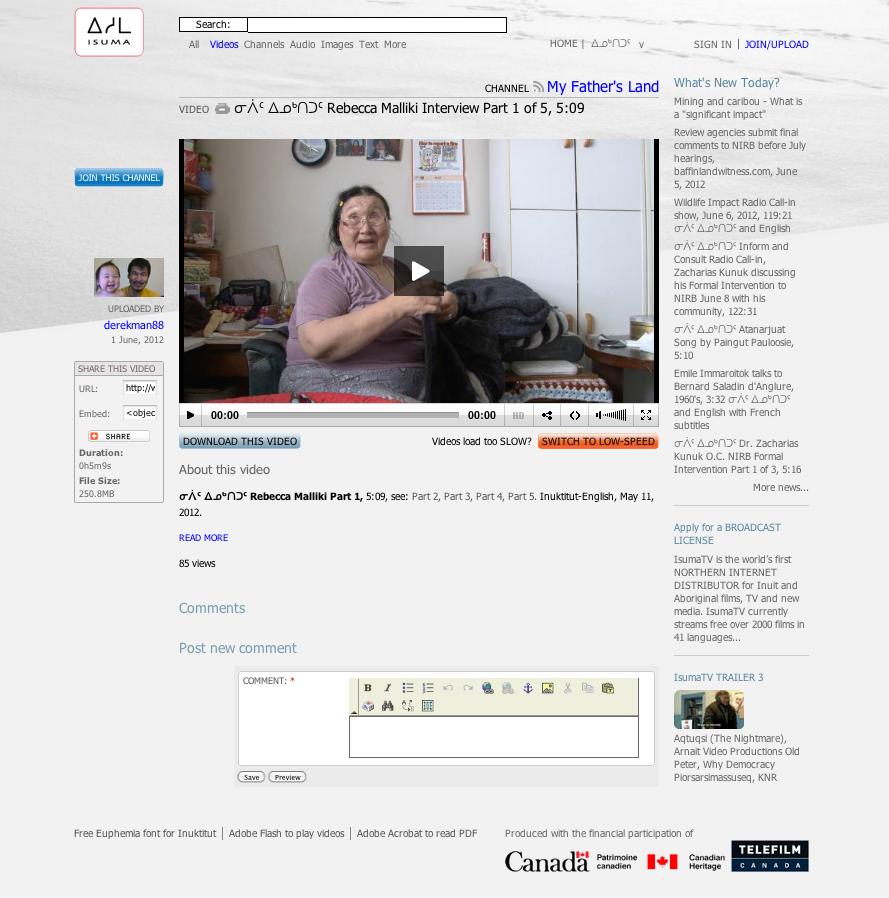 ᐃᓱᒪ
ISUMA
Search:
All Videos Channels Audio Images Text More
HOME | ᐃᓄᒃᑎᑐᑦ v
SIGN IN | JOIN/UPLOAD
CHANNEL My Father's Land
VIDEO ᓂᐲᑦ ᐃᓄᒃᑎᑐᑦ Rebecca Malliki Interview Part 1 of 5, 5:09
JOIN THIS CHANNEL
UPLOADED BY
derekman88
1 June, 2012
SHARE THIS VIDEO
URL: http://v
Embed: <objec
SHARE
Duration:
0h5m9s
File Size:
250.8MB
00:00 00:00 HD
DOWNLOAD THIS VIDEO
Videos load too SLOW? SWITCH TO LOW-SPEED
About this video
ᓂᐲᑦ ᐃᓄᒃᑎᑐᑦ Rebecca Malliki Part 1, 5:09, see: Part 2, Part 3, Part 4, Part 5. Inuktitut-English, May 11,
2012.
READ MORE
85 views
Comments
Post new comment
COMMENT: *
B I
Save Preview
What's New Today?
Mining and caribou - What is
a "significant impact"
Review agencies submit final
comments to NIRB before July
hearings,
baffinlandwitness.com, June
5, 2012
Wildlife Impact Radio Call-in
show, June 6, 2012, 119:21
ᓂᐲᑦ ᐃᓄᒃᑎᑐᑦ and English
ᓂᐲᑦ ᐃᓄᒃᑎᑐᑦ Inform and
Consult Radio Call-in,
Zacharias Kunuk discussing
his Formal Intervention to
NIRB June 8 with his
community, 122:31
ᓂᐲᑦ ᐃᓄᒃᑎᑐᑦ Atanarjuat
Song by Paingut Pauloosie,
5:10
Emile Immaroitok talks to
Bernard Saladin d'Anglure,
1960's, 3:32 ᓂᐲᑦ ᐃᓄᒃᑎᑐᑦ
and English with French
subtitles
ᓂᐲᑦ ᐃᓄᒃᑎᑐᑦ Dr. Zacharias
Kunuk O.C. NIRB Formal
Intervention Part 1 of 3, 5:16
More news...
Apply for a BROADCAST
LICENSE
IsumaTV is the world's first
NORTHERN INTERNET
DISTRIBUTOR for Inuit and
Aboriginal films, TV and new
media. IsumaTV currently
streams free over 2000 films in
41 languages...
IsumaTV TRAILER 3
Aqtuqsi (The Nightmare),
Arnait Video Productions Old
Peter, Why Democracy
Piorsarsimassuseq, KNR
Free Euphemia font for Inuktitut | Adobe Flash to play videos | Adobe Acrobat to read PDF
Produced with the financial participation of
Canada Patrimoine canadien Canadian Heritage TELEFILM CANADA